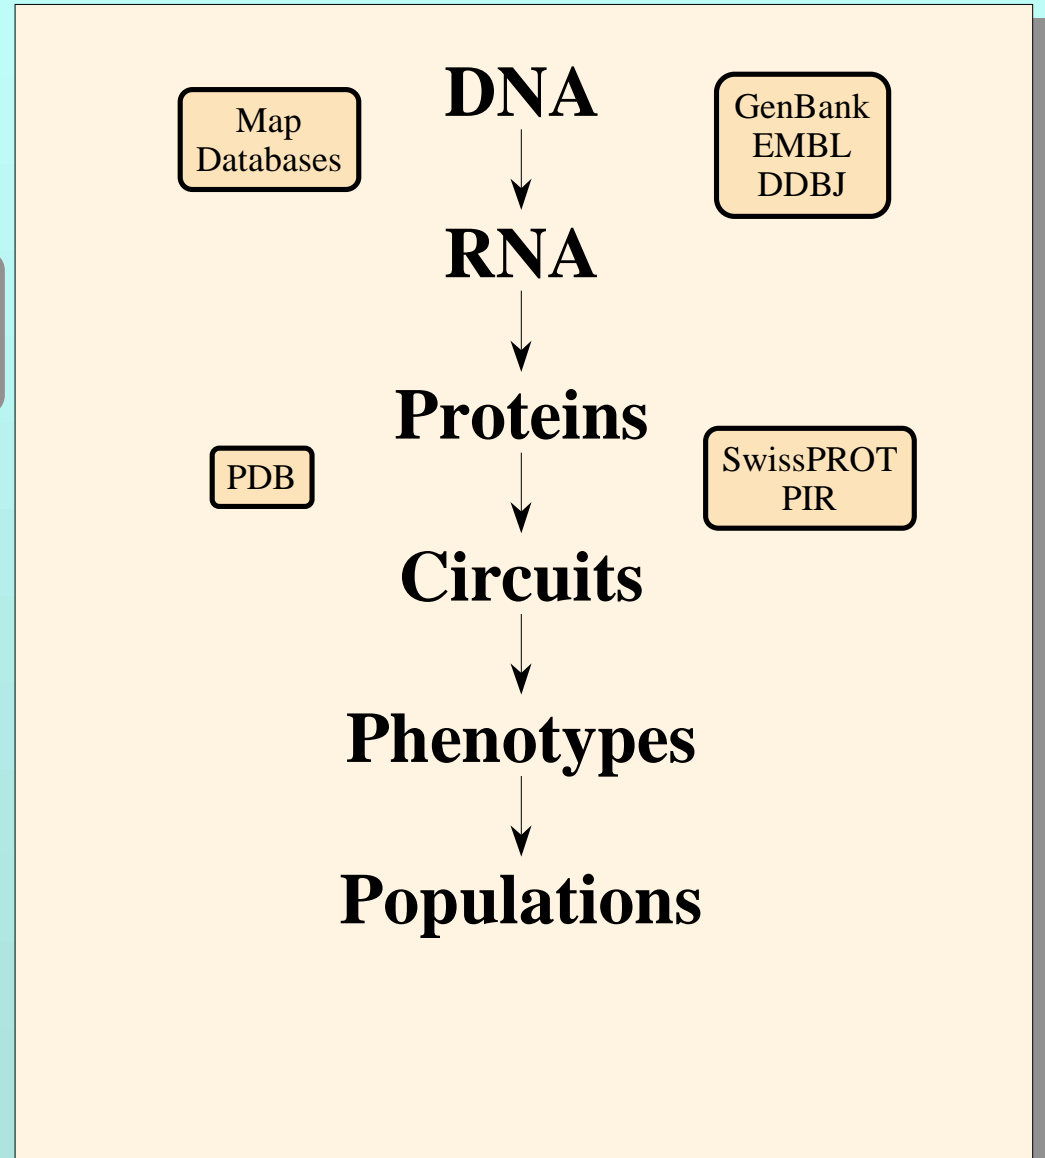 DNA
Map
Databases
GenBank
EMBL
DDBJ
RNA
Proteins
PDB
SwissPROT
PIR
Circuits
Phenotypes
Populations